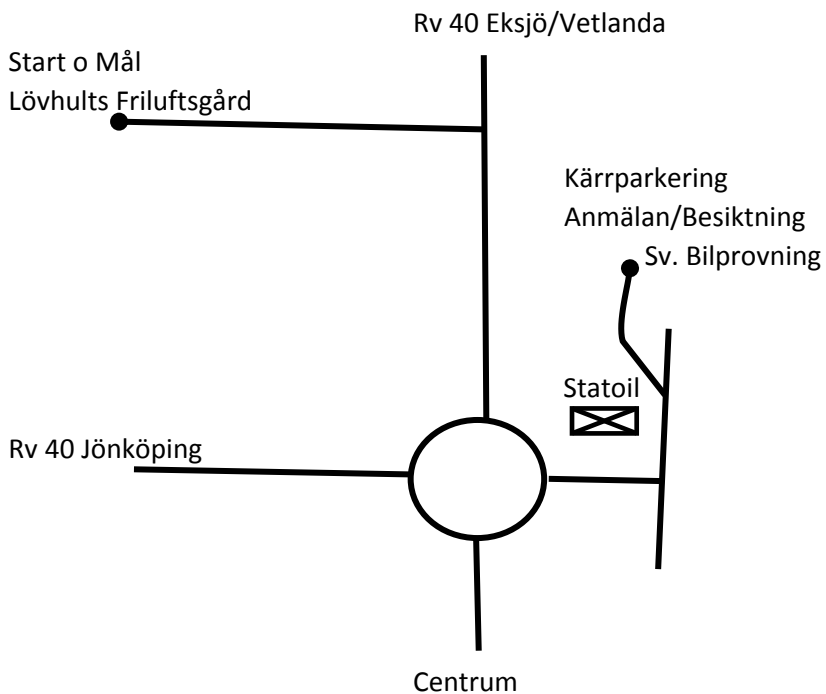 Rv 40 Eksjö/Vetlanda
Start o Mål
Lövhults Friluftsgård
Kärrparkering
Anmälan/Besiktning
Sv. Bilprovning
Statoil
Rv 40 Jönköping
Centrum